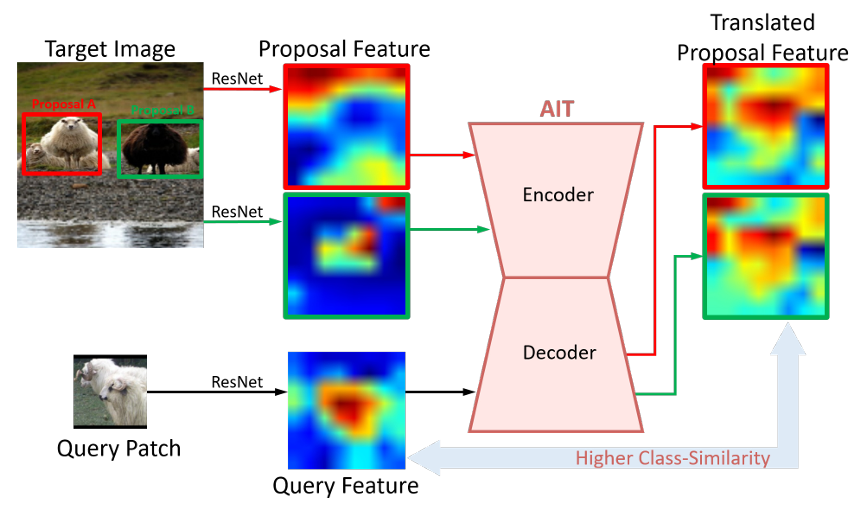 Target Image
Proposal Feature
Translated
Proposal Feature
ResNet
Proposal A
Proposal B
AIT
Encoder
ResNet
Decoder
ResNet
Query Patch
Query Feature
Higher Class-Similarity